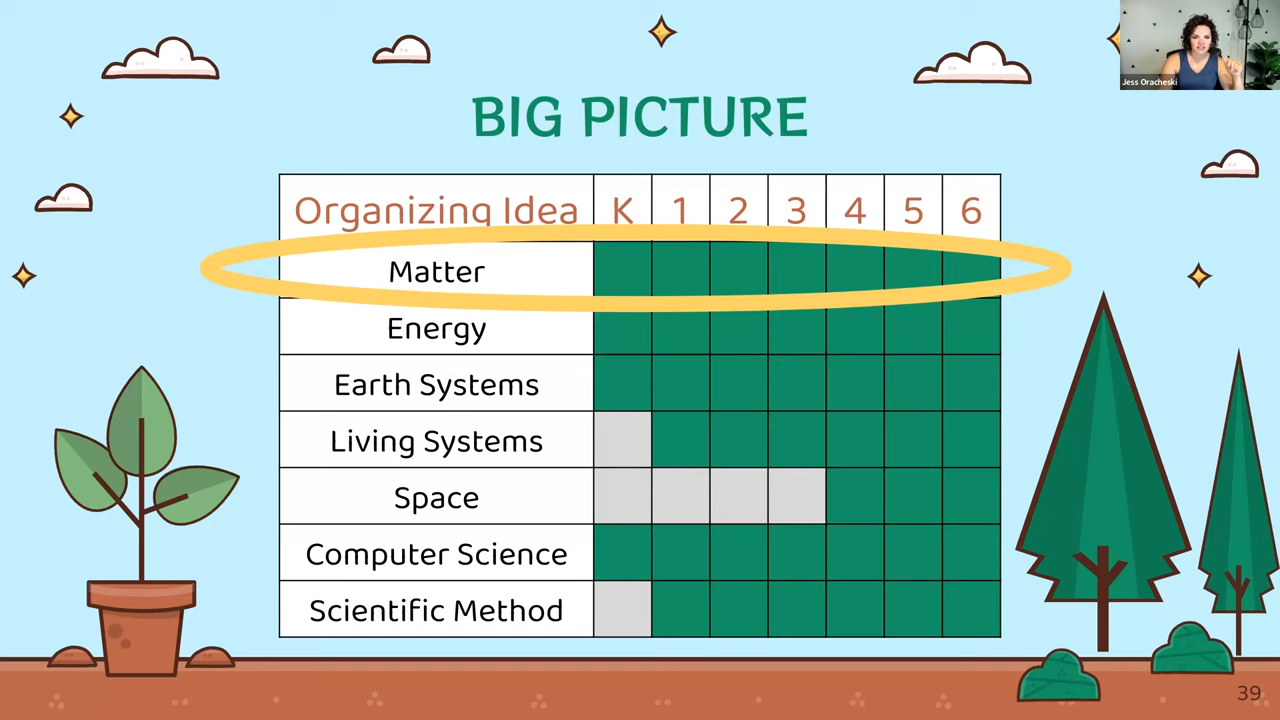 Jess Oracheski
BIG PICTURE
Organizing Idea K 1 2 3 4 5 6
Matter
Energy
Earth Systems
Living Systems
Space
Computer Science
Scientific Method
39